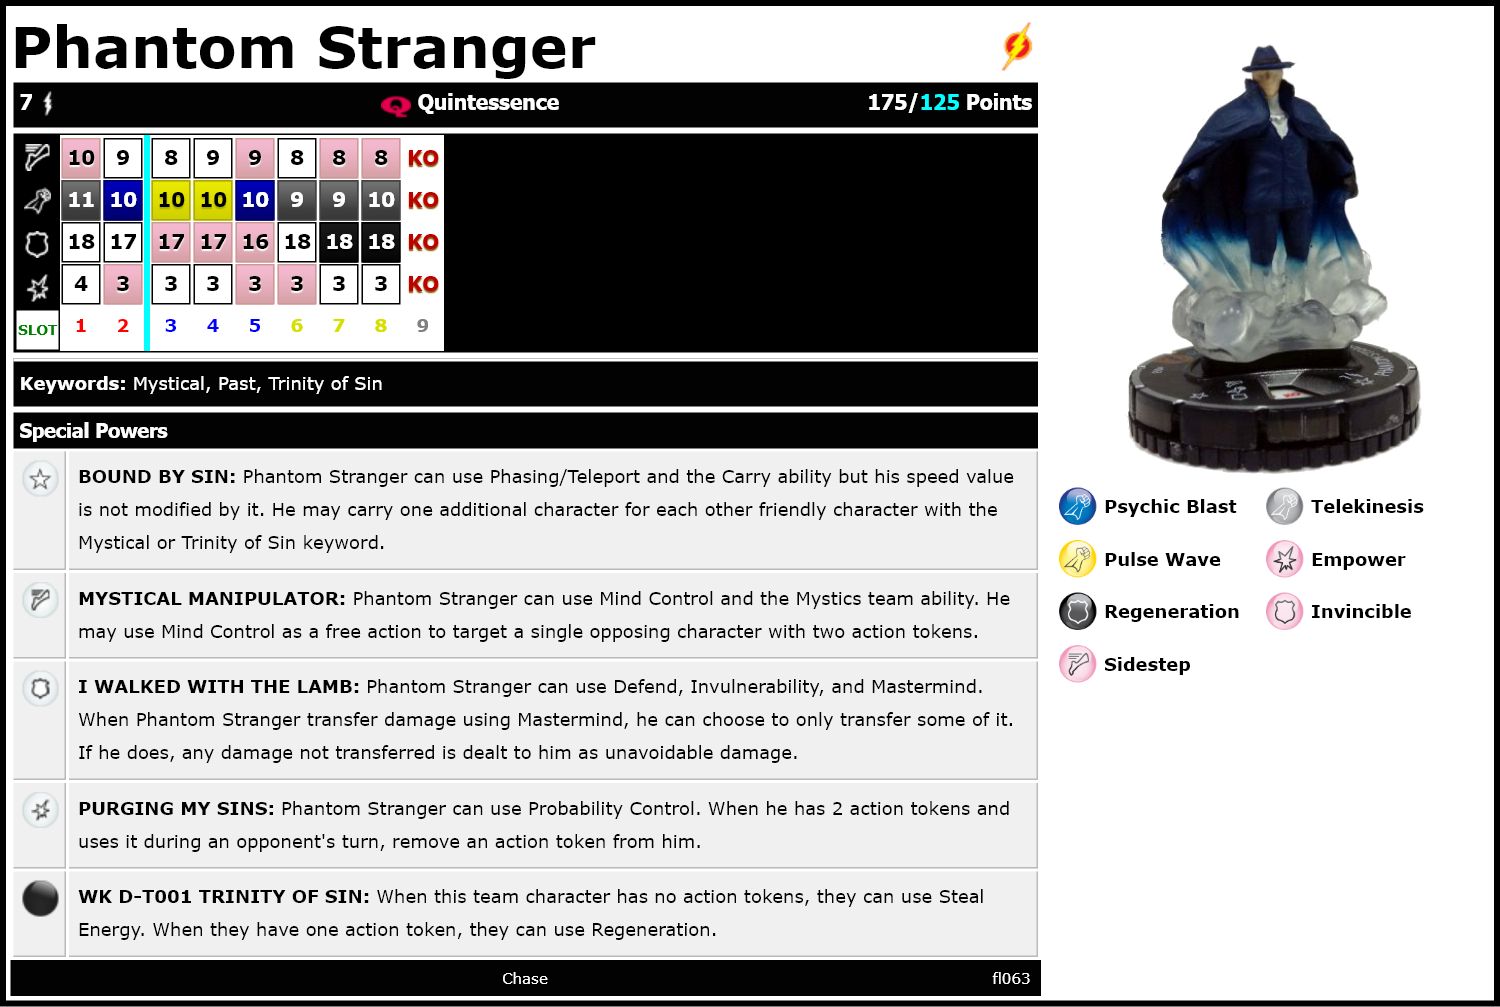 Phantom Stranger
7 Q Quintessence 175/125 Points
10 9 8 9 9 8 8 8 KO
11 10 10 10 10 9 9 10 KO
18 17 17 17 16 18 18 18 KO
4 3 3 3 3 3 3 3 KO
SLOT 1 2 3 4 5 6 7 8 9
Keywords: Mystical, Past, Trinity of Sin
Special Powers
BOUND BY SIN: Phantom Stranger can use Phasing/Teleport and the Carry ability but his speed value
is not modified by it. He may carry one additional character for each other friendly character with the
Mystical or Trinity of Sin keyword.
MYSTICAL MANIPULATOR: Phantom Stranger can use Mind Control and the Mystics team ability. He
may use Mind Control as a free action to target a single opposing character with two action tokens.
I WALKED WITH THE LAMB: Phantom Stranger can use Defend, Invulnerability, and Mastermind.
When Phantom Stranger transfer damage using Mastermind, he can choose to only transfer some of it.
If he does, any damage not transferred is dealt to him as unavoidable damage.
PURGING MY SINS: Phantom Stranger can use Probability Control. When he has 2 action tokens and
uses it during an opponent's turn, remove an action token from him.
WK D-T001 TRINITY OF SIN: When this team character has no action tokens, they can use Steal
Energy. When they have one action token, they can use Regeneration.
Chase fl063
KO
Psychic Blast Telekinesis
Pulse Wave Empower
Regeneration Invincible
Sidestep